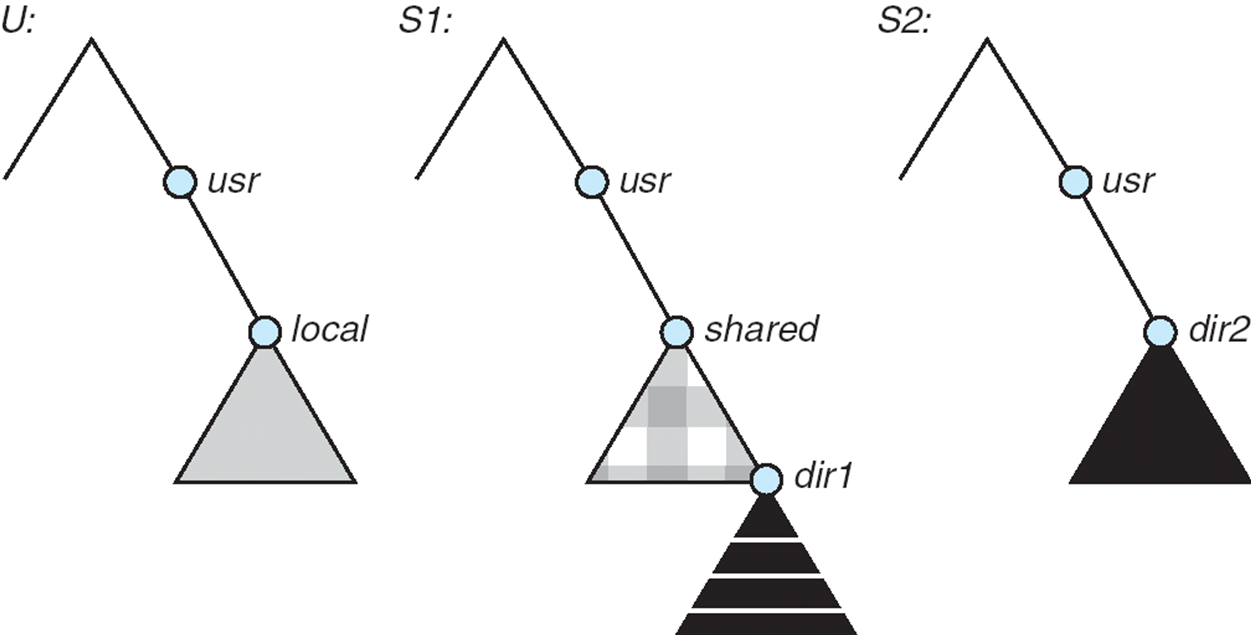 U:
S1:
S2:
usr
usr
usr
local
shared
dir2
dir1